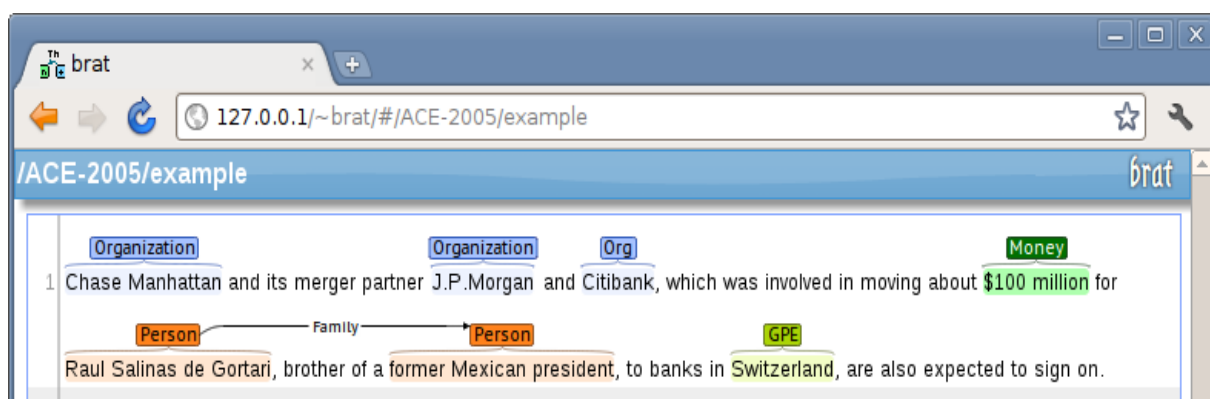 brat
127.0.0.1/~brat/#/ACE-2005/example
/ACE-2005/example brat
Organization Organization Org Money
1 Chase Manhattan and its merger partner J.P.Morgan and Citibank, which was involved in moving about $100 million for
Person Family Person GPE
Raul Salinas de Gortari, brother of a former Mexican president, to banks in Switzerland, are also expected to sign on.